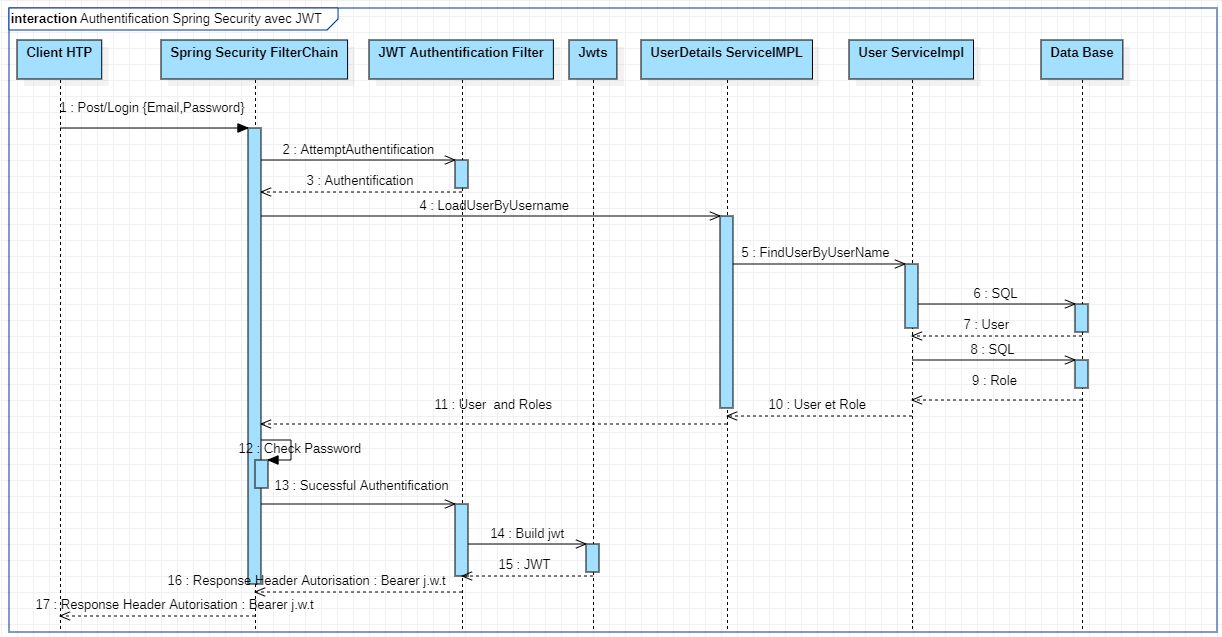 interaction Authentification Spring Security avec JWT
Client HTP
Spring Security FilterChain
JWT Authentification Filter
Jwts
UserDetails ServiceIMPL
User ServiceImpl
Data Base
1 : Post/Login {Email,Password}
2 : AttemptAuthentification
3 : Authentification
4 : LoadUserByUsername
5 : FindUserByUserName
6 : SQL
7 : User
8 : SQL
9 : Role
10 : User et Role
11 : User and Roles
12 : Check Password
13 : Sucessful Authentification
14 : Build jwt
15 : JWT
16 : Response Header Autorisation : Bearer j.w.t
17 : Response Header Autorisation : Bearer j.w.t